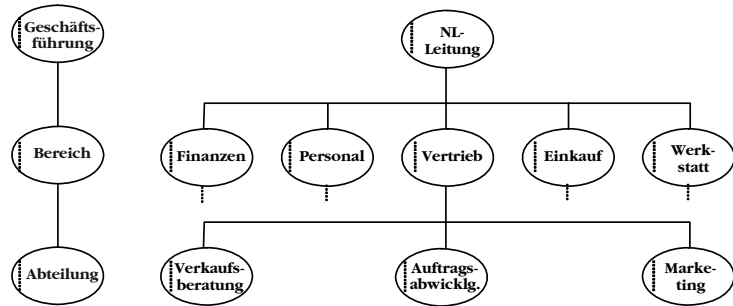 Geschäfts-
führung
NL-
Leitung
Bereich
Finanzen
Personal
Vertrieb
Einkauf
Werk-
statt
Abteilung
Verkaufs-
beratung
Auftrags-
abwicklg.
Marke-
ting